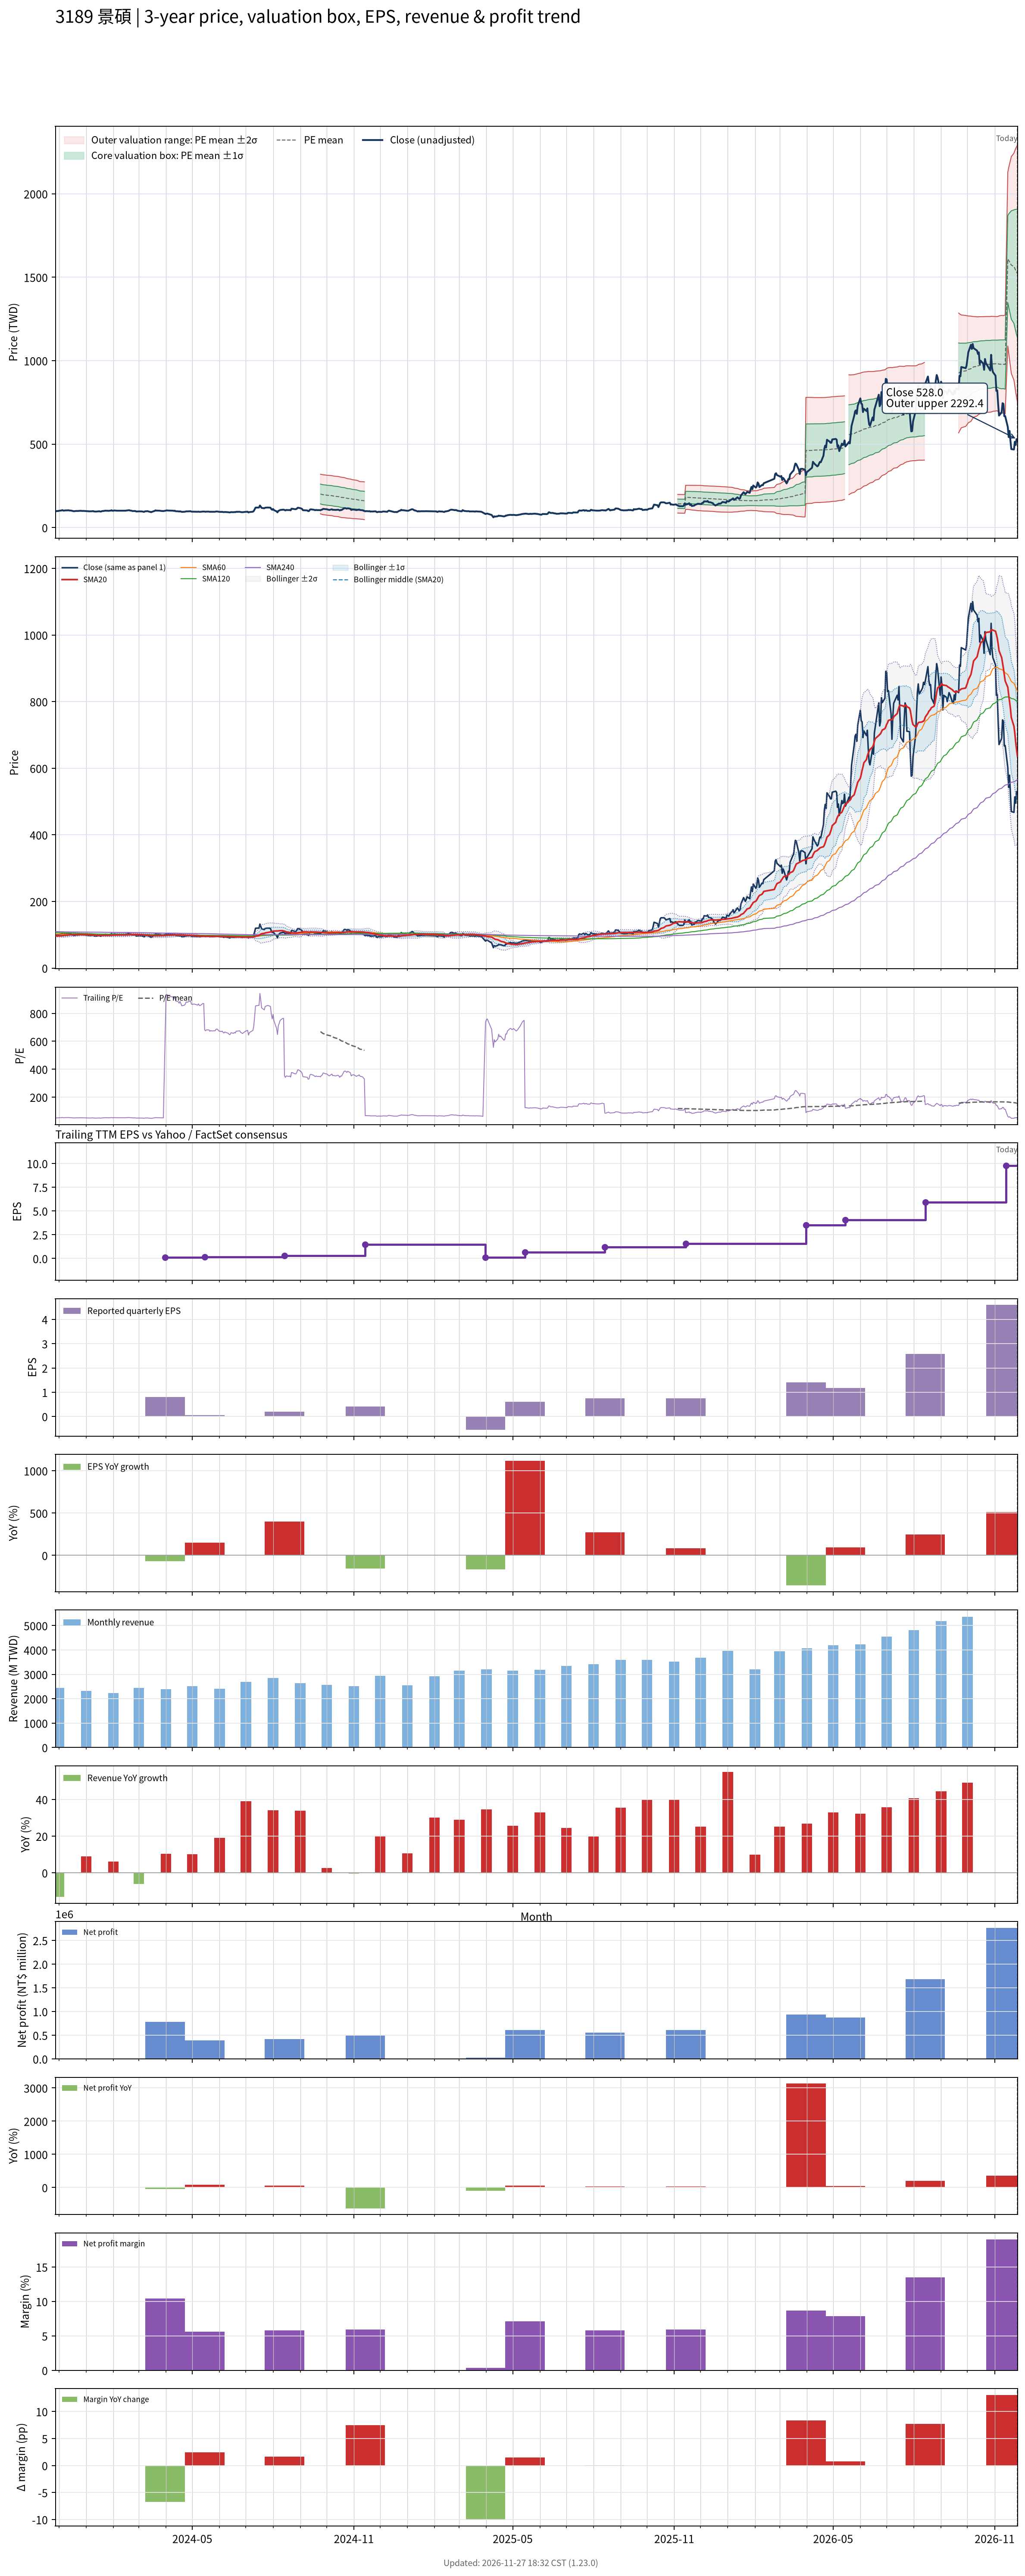 3189 景碩 | 3-year price, valuation box, EPS, revenue & profit trend
Outer valuation range: PE mean ±2σ
PE mean
Close (unadjusted)
Core valuation box: PE mean ±1σ
Today
Close 528.0
Outer upper 2292.4
Price (TWD)
2000
1500
1000
500
0
Close (same as panel 1)
SMA60
SMA240
Bollinger ±1σ
SMA20
SMA120
Bollinger ±2σ
Bollinger middle (SMA20)
Price
1200
1000
800
600
400
200
0
Trailing P/E
P/E mean
P/E
800
600
400
200
Trailing TTM EPS vs Yahoo / FactSet consensus
Today
EPS
10.0
7.5
5.0
2.5
0.0
Reported quarterly EPS
EPS
4
3
2
1
0
EPS YoY growth
YoY (%)
1000
500
0
Monthly revenue
Revenue (M TWD)
5000
4000
3000
2000
1000
0
Revenue YoY growth
YoY (%)
40
20
0
Month
1e6
Net profit
Net profit (NT$ million)
2.5
2.0
1.5
1.0
0.5
0.0
Net profit YoY
YoY (%)
3000
2000
1000
0
Net profit margin
Margin (%)
15
10
5
0
Margin YoY change
Δ margin (pp)
10
5
0
-5
-10
2024-05
2024-11
2025-05
2025-11
2026-05
2026-11
Updated: 2026-11-27 18:32 CST (1.23.0)